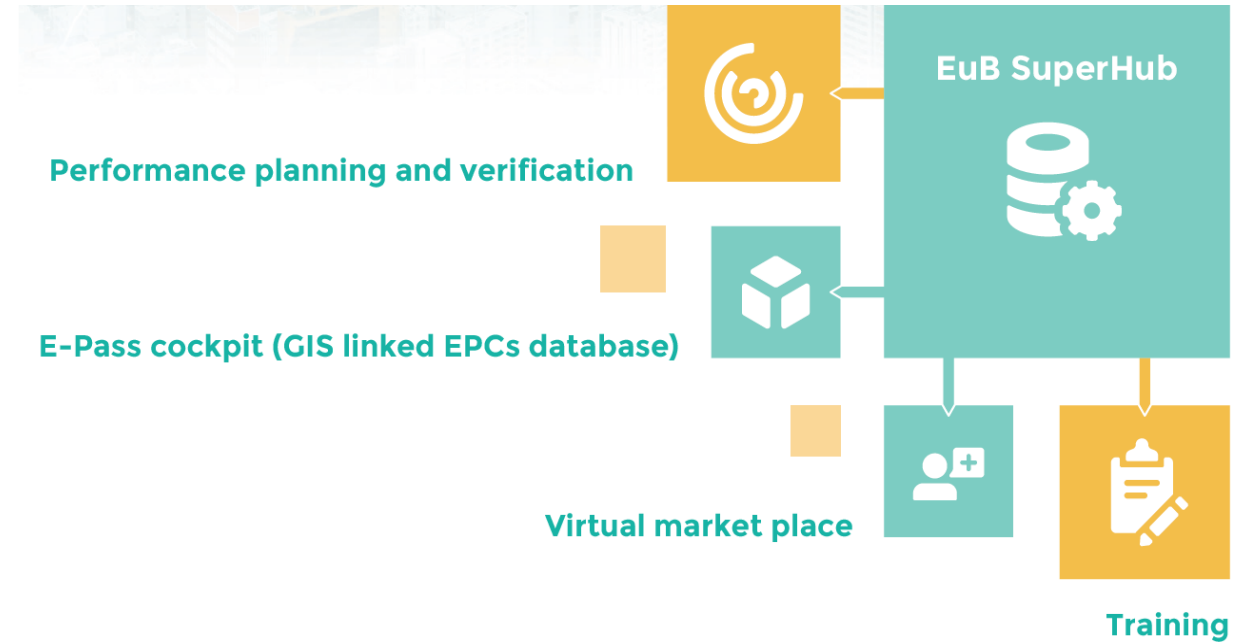 EuB SuperHub
Performance planning and verification
E-Pass cockpit (GIS linked EPCs database)
Virtual market place
Training